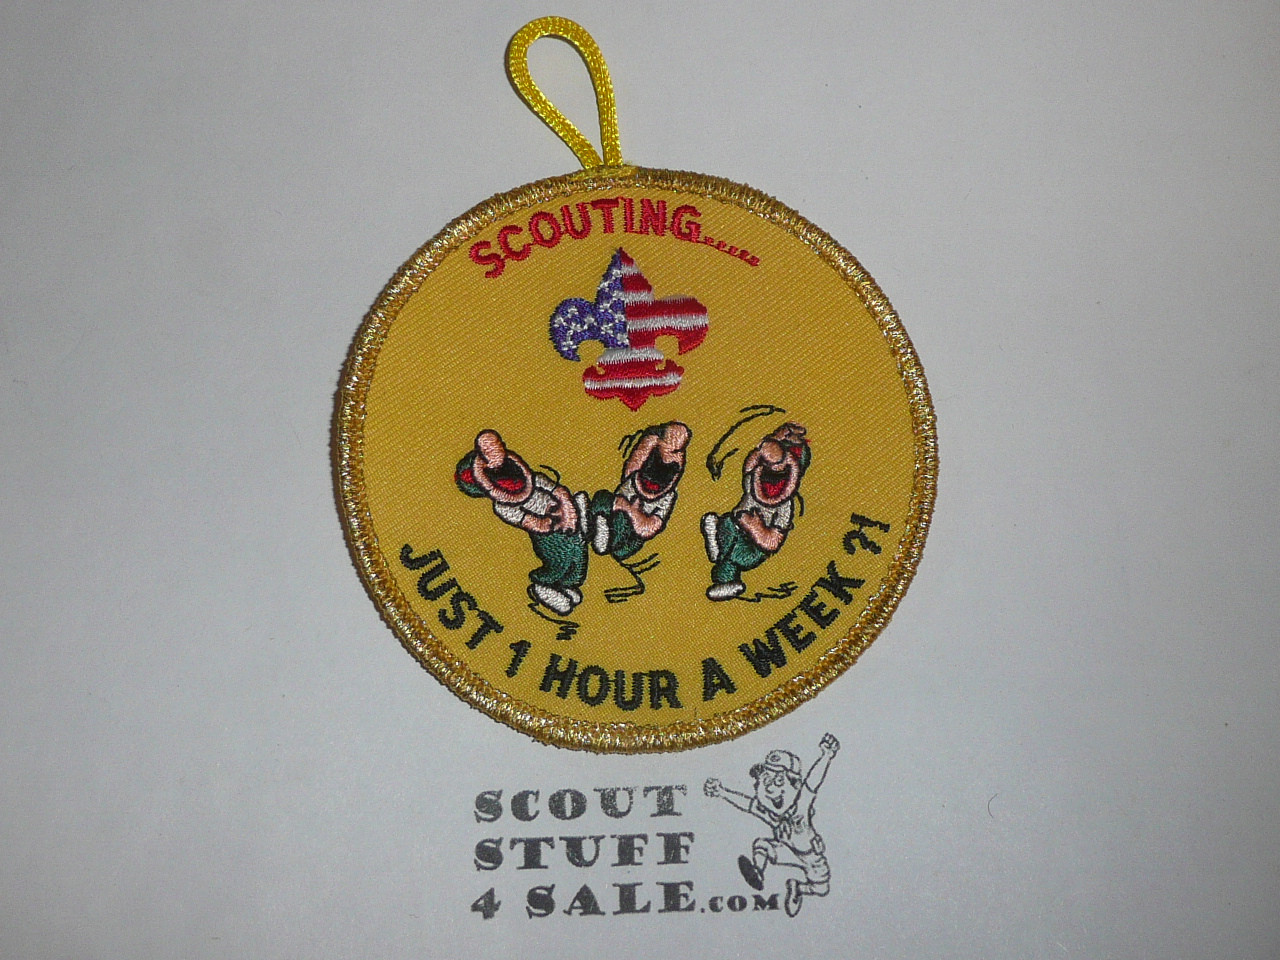 SCOUTING......
JUST 1 HOUR A WEEK ?!
SCOUT
STUFF
4 SALE.COM